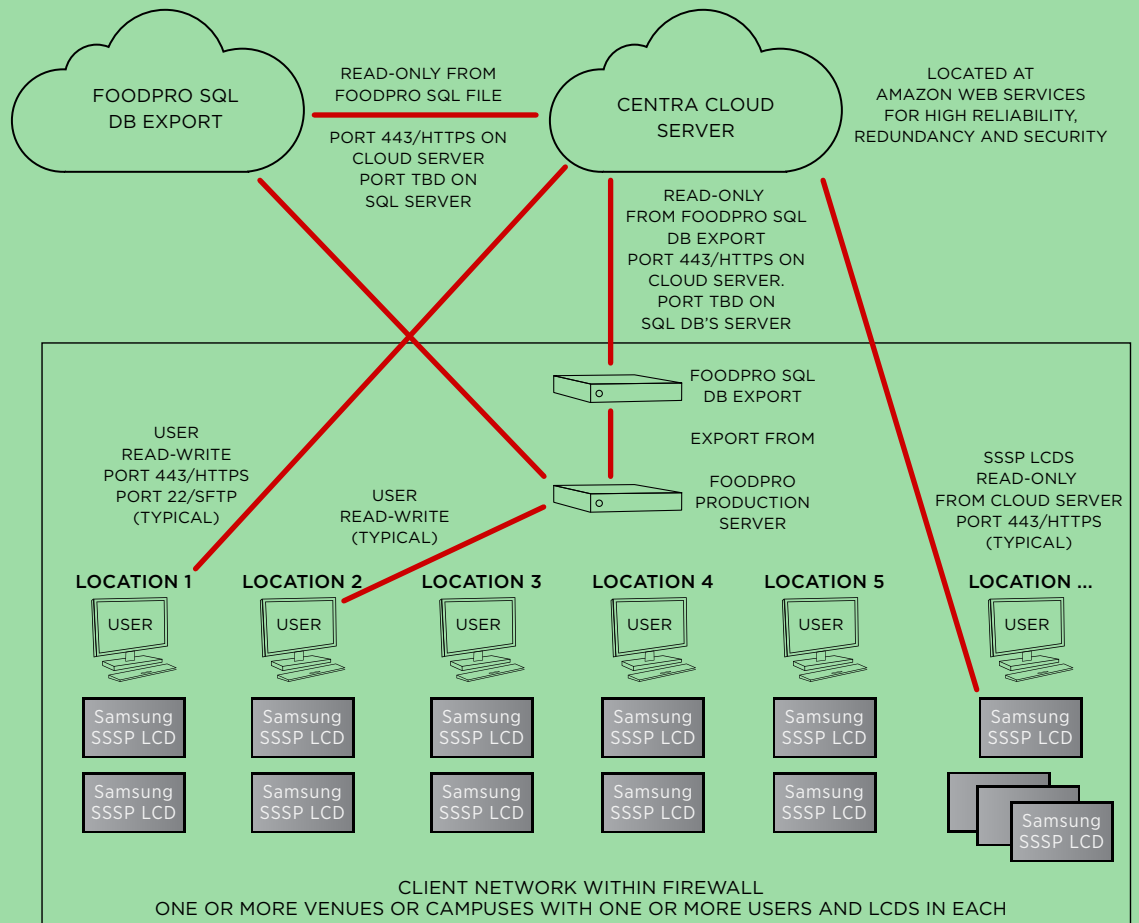 FOODPRO SQL
DB EXPORT
READ-ONLY FROM
FOODPRO SQL FILE
PORT 443/HTTPS ON
CLOUD SERVER
PORT TBD ON
SQL SERVER
CENTRA CLOUD
SERVER
LOCATED AT
AMAZON WEB SERVICES
FOR HIGH RELIABILITY,
REDUNDANCY AND SECURITY
READ-ONLY
FROM FOODPRO SQL
DB EXPORT
PORT 443/HTTPS ON
CLOUD SERVER.
PORT TBD ON
SQL DB'S SERVER
FOODPRO SQL
DB EXPORT
EXPORT FROM
FOODPRO
PRODUCTION
SERVER
USER
READ-WRITE
PORT 443/HTTPS
PORT 22/SFTP
(TYPICAL)
USER
READ-WRITE
(TYPICAL)
SSSP LCDS
READ-ONLY
FROM CLOUD SERVER
PORT 443/HTTPS
(TYPICAL)
LOCATION 1
USER
Samsung
SSSP LCD
Samsung
SSSP LCD
LOCATION 2
USER
Samsung
SSSP LCD
Samsung
SSSP LCD
LOCATION 3
USER
Samsung
SSSP LCD
Samsung
SSSP LCD
LOCATION 4
USER
Samsung
SSSP LCD
Samsung
SSSP LCD
LOCATION 5
USER
Samsung
SSSP LCD
Samsung
SSSP LCD
LOCATION ...
USER
Samsung
SSSP LCD
Samsung
SSSP LCD
CLIENT NETWORK WITHIN FIREWALL
ONE OR MORE VENUES OR CAMPUSES WITH ONE OR MORE USERS AND LCDS IN EACH